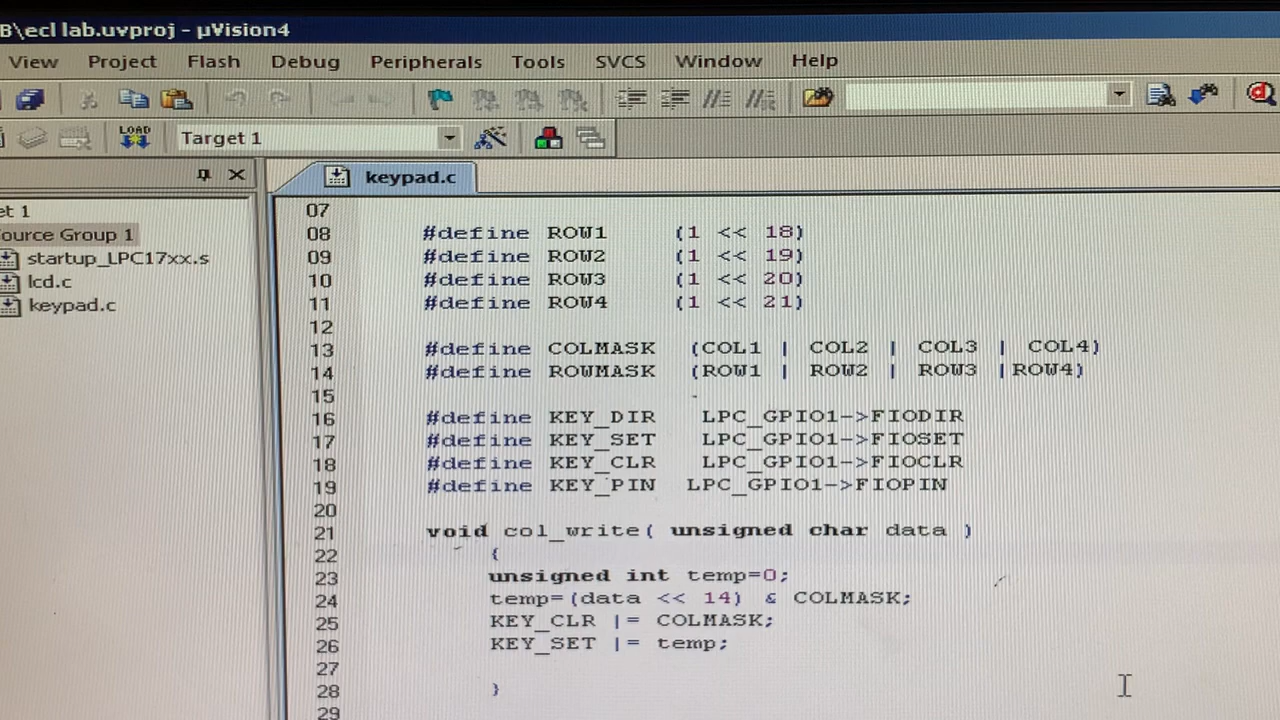 B\ecl lab.uvproj - µVision4
View Project Flash Debug Peripherals Tools SVCS Window Help
LOAD Target 1
keypad.c
et 1
ource Group 1
startup_LPC17xx.s
lcd.c
keypad.c
07
08 #define ROW1 (1 << 18)
09 #define ROW2 (1 << 19)
10 #define ROW3 (1 << 20)
11 #define ROW4 (1 << 21)
12
13 #define COLMASK (COL1 | COL2 | COL3 | COL4)
14 #define ROWMASK (ROW1 | ROW2 | ROW3 |ROW4)
15
16 #define KEY_DIR LPC_GPIO1->FIODIR
17 #define KEY_SET LPC_GPIO1->FIOSET
18 #define KEY_CLR LPC_GPIO1->FIOCLR
19 #define KEY_PIN LPC_GPIO1->FIOPIN
20
21 void col_write( unsigned char data )
22 {
23 unsigned int temp=0;
24 temp=(data << 14) & COLMASK;
25 KEY_CLR |= COLMASK;
26 KEY_SET |= temp;
27
28 }
29